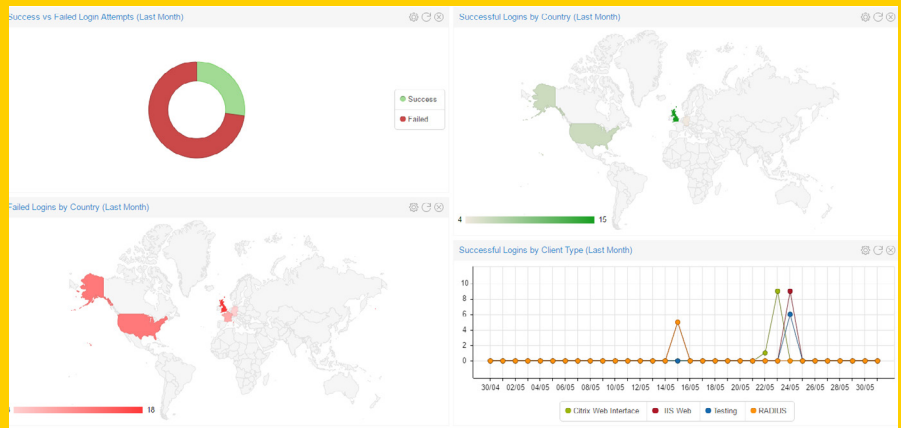 Success vs Failed Login Attempts (Last Month)
Success
Failed
Successful Logins by Country (Last Month)
4
15
Failed Logins by Country (Last Month)
18
Successful Logins by Client Type (Last Month)
10
8
6
4
2
0
30/04 02/05 04/05 06/05 08/05 10/05 12/05 14/05 16/05 18/05 20/05 22/05 24/05 26/05 28/05 30/05
Citrix Web Interface IIS Web Testing RADIUS